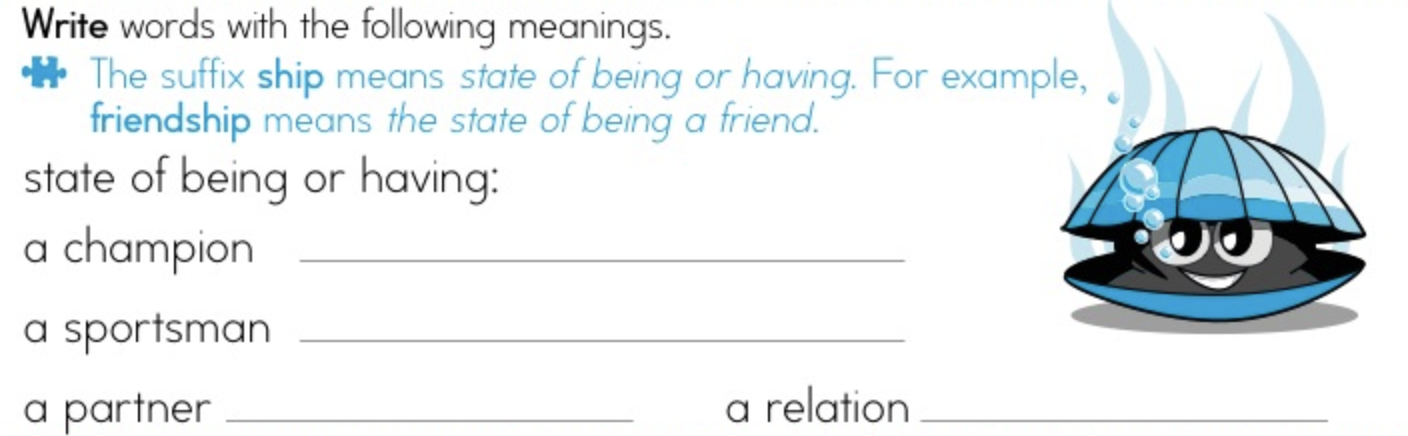 Write words with the following meanings.
The suffix ship means state of being or having. For example,
friendship means the state of being a friend.
state of being or having:
a champion
a sportsman
a partner a relation